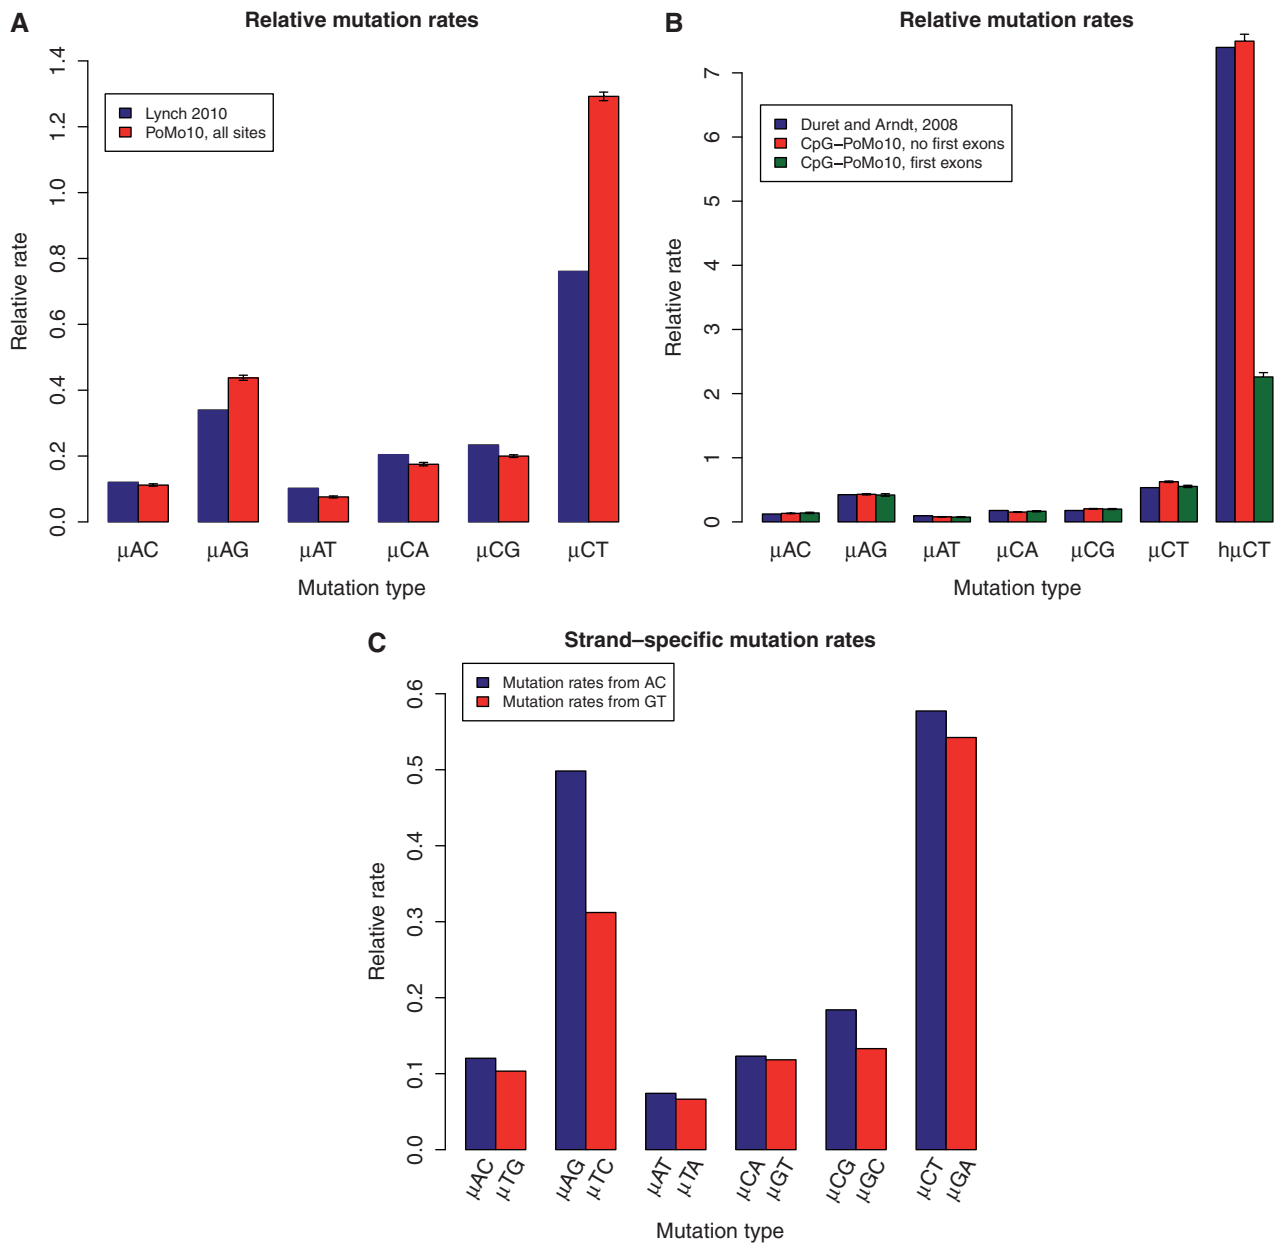 A
Relative mutation rates
Relative rate
1.4
1.2
1.0
0.8
0.6
0.4
0.2
0.0
Lynch 2010
PoMo10, all sites
μAC μAG μAT μCA μCG μCT
Mutation type
B
Relative mutation rates
Relative rate
7
6
5
4
3
2
1
0
Duret and Arndt, 2008
CpG–PoMo10, no first exons
CpG–PoMo10, first exons
μAC μAG μAT μCA μCG μCT hμCT
Mutation type
C
Strand–specific mutation rates
Relative rate
0.6
0.5
0.4
0.3
0.2
0.1
0.0
Mutation rates from AC
Mutation rates from GT
μAC μTG μAG μTC μAT μTA μCA μGT μCG μGC μCT μGA
Mutation type